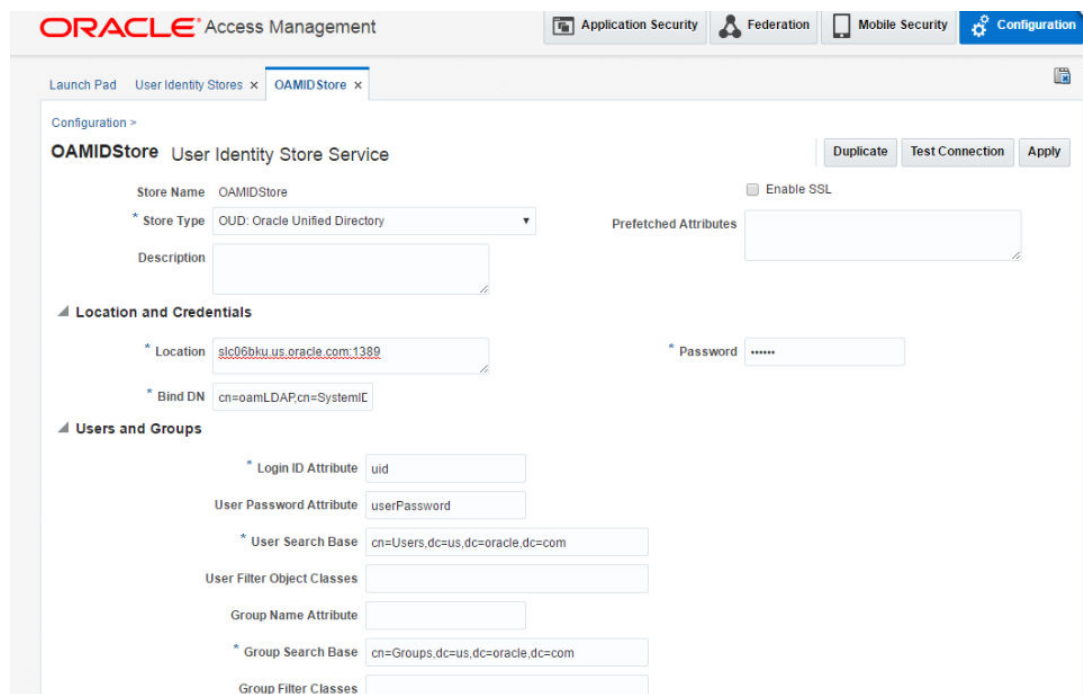 ORACLE® Access Management
Application Security
Federation
Mobile Security
Configuration
Launch Pad User Identity Stores × OAMIDStore ×
Configuration >
OAMIDStore User Identity Store Service
Duplicate Test Connection Apply
Store Name OAMIDStore
Enable SSL
* Store Type OUD: Oracle Unified Directory
Prefetched Attributes
Description
Location and Credentials
* Location slc06bku.us.oracle.com:1389
* Password ••••••
* Bind DN cn=oamLDAP,cn=SystemID
Users and Groups
* Login ID Attribute uid
User Password Attribute userPassword
* User Search Base cn=Users,dc=us,dc=oracle,dc=com
User Filter Object Classes
Group Name Attribute
* Group Search Base cn=Groups,dc=us,dc=oracle,dc=com
Group Filter Classes